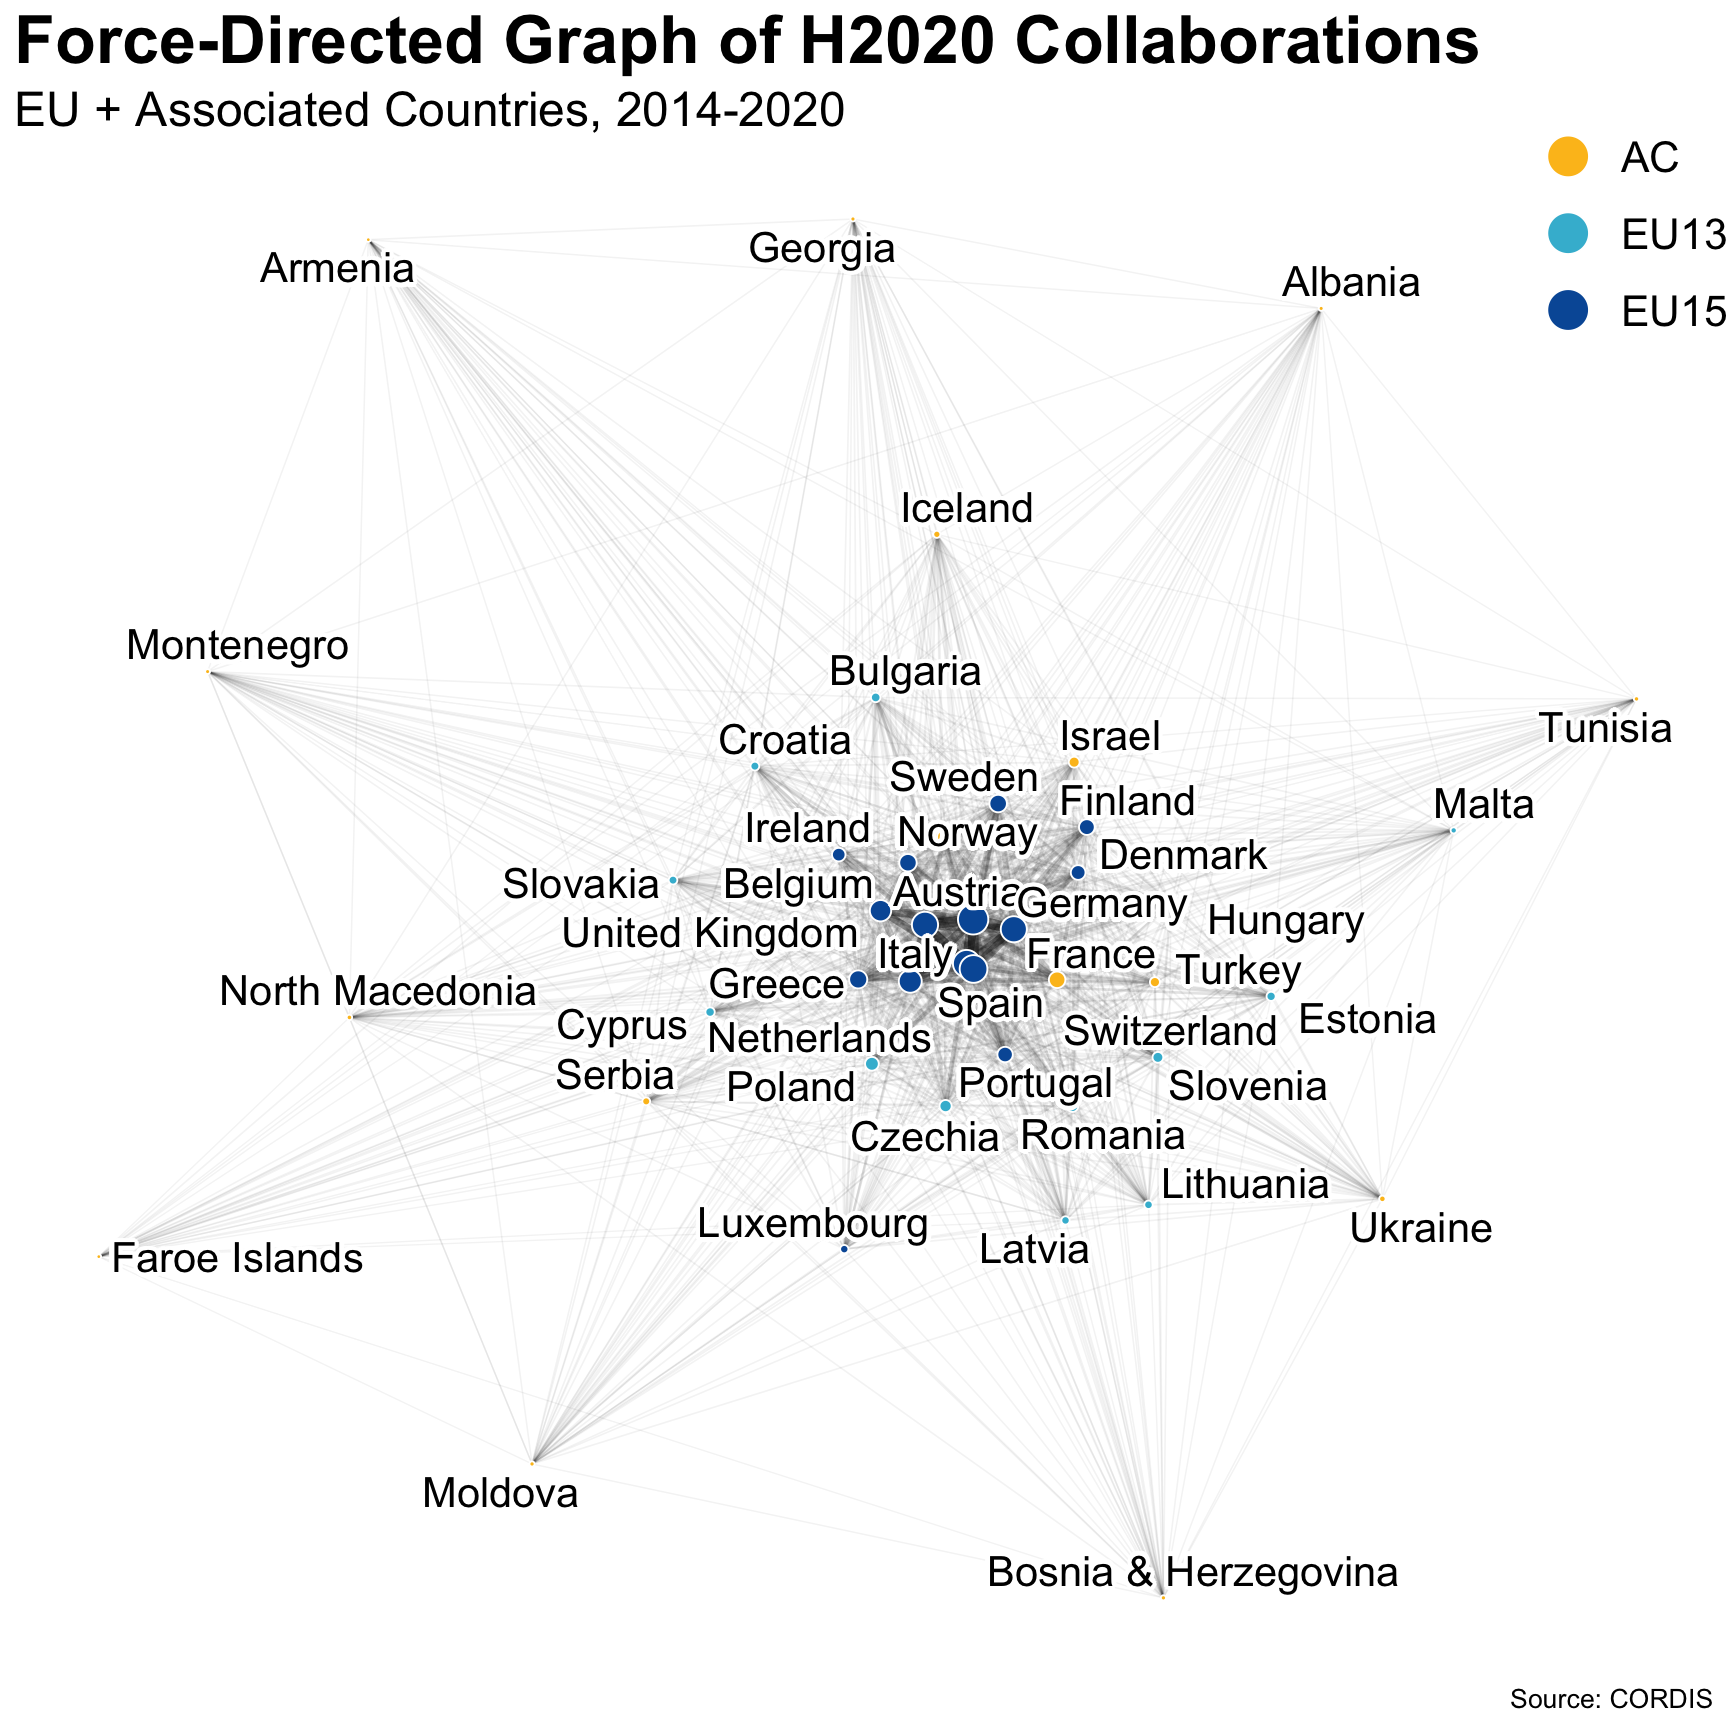 Force-Directed Graph of H2020 Collaborations
EU + Associated Countries, 2014-2020
AC
EU13
EU15
Georgia
Armenia
Albania
Iceland
Montenegro
Bulgaria
Tunisia
Croatia
Israel
Sweden
Finland
Malta
Ireland
Norway
Denmark
Slovakia
Belgium
Austria
Germany
Hungary
United Kingdom
Italy
France
Turkey
Greece
North Macedonia
Spain
Estonia
Cyprus
Netherlands
Switzerland
Serbia
Poland
Portugal
Slovenia
Czechia
Romania
Lithuania
Luxembourg
Latvia
Ukraine
Faroe Islands
Moldova
Bosnia & Herzegovina
Source: CORDIS